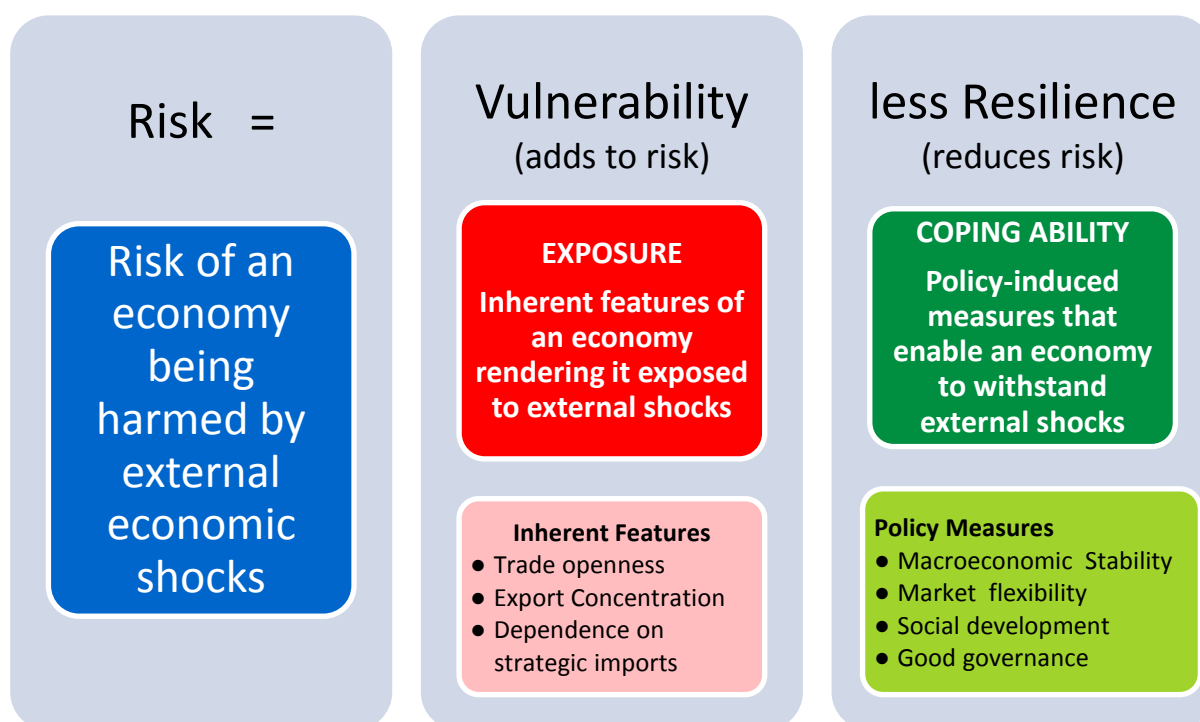 Risk =
Risk of an
economy
being
harmed by
external
economic
shocks
Vulnerability
(adds to risk)
EXPOSURE
Inherent features of
an economy
rendering it exposed
to external shocks
Inherent Features
● Trade openness
● Export Concentration
● Dependence on
strategic imports
less Resilience
(reduces risk)
COPING ABILITY
Policy-induced
measures that
enable an economy
to withstand
external shocks
Policy Measures
● Macroeconomic Stability
● Market flexibility
● Social development
● Good governance